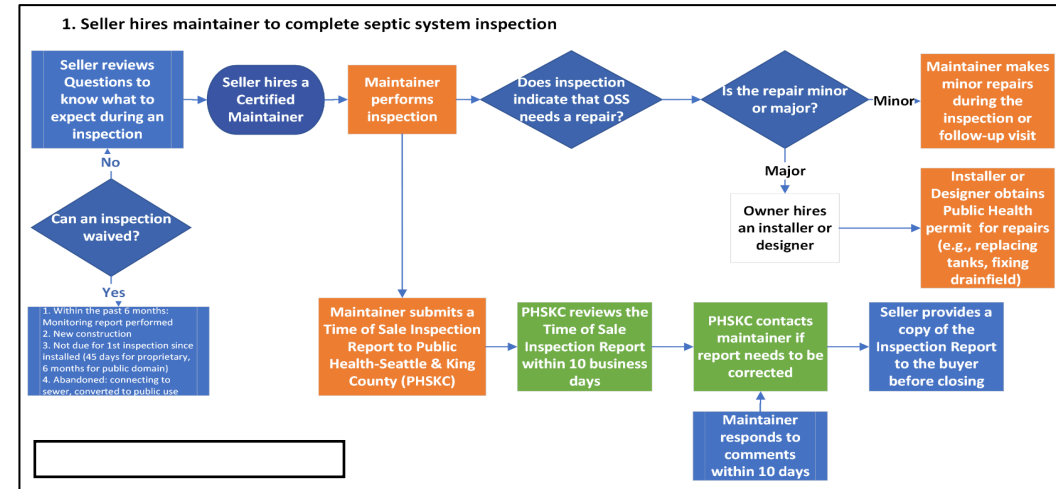 1. Seller hires maintainer to complete septic system inspection
Seller reviews
Questions to
know what to
expect during an
inspection
Seller hires a
Certified
Maintainer
Maintainer
performs
inspection
Does inspection
indicate that OSS
needs a repair?
Is the repair minor
or major?
Minor
Maintainer makes
minor repairs
during the
inspection or
follow-up visit
No
Major
Can an inspection
waived?
Owner hires
an installer or
designer
Installer or
Designer obtains
Public Health
permit for repairs
(e.g., replacing
tanks, fixing
drainfield)
Yes
1. Within the past 6 months:
Monitoring report performed
2. New construction
3. Not due for 1st inspection since
installed (45 days for proprietary,
6 months for public domain)
4. Abandoned: connecting to
sewer, converted to public use
Maintainer submits a
Time of Sale Inspection
Report to Public
Health-Seattle & King
County (PHSKC)
PHSKC reviews the
Time of Sale
Inspection Report
within 10 business
days
PHSKC contacts
maintainer if
report needs to be
corrected
Seller provides a
copy of the
Inspection Report
to the buyer
before closing
Maintainer
responds to
comments
within 10 days